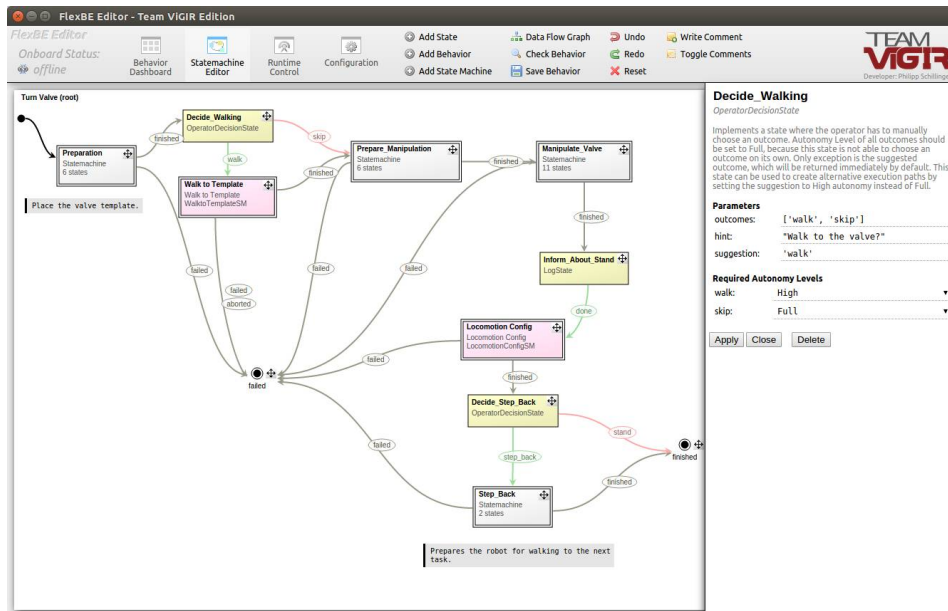 FlexBE Editor - Team ViGIR Edition
FlexBE Editor
Onboard Status:
offline
Behavior
Dashboard
Statemachine
Editor
Runtime
Control
Configuration
Add State
Add Behavior
Add State Machine
Data Flow Graph
Check Behavior
Save Behavior
Undo
Redo
Reset
Write Comment
Toggle Comments
TEAM
ViGIR
Developer: Philipp Schillinge
Turn Valve (root)
Decide_Walking
OperatorDecisionState
finished
skip
walk
Preparation
Statemachine
6 states
Prepare_Manipulation
Statemachine
6 states
finished
Manipulate_Valve
Statemachine
11 states
finished
Walk to Template
Walk to Template
WalktoTemplateSM
Place the valve template.
finished
Inform_About_Stand
LogState
failed
failed
aborted
failed
failed
done
Locomotion Config
Locomotion Config
LocomotionConfigSM
failed
failed
finished
Decide_Step_Back
OperatorDecisionState
stand
failed
step_back
finished
finished
Step_Back
Statemachine
2 states
Prepares the robot for walking to the next
task.
Decide_Walking
OperatorDecisionState
Implements a state where the operator has to manually
choose an outcome. Autonomy Level of all outcomes should
be set to Full, because this state is not able to choose an
outcome on its own. Only exception is the suggested
outcome, which will be returned immediately by default. This
state can be used to create alternative execution paths by
setting the suggestion to High autonomy instead of Full.
Parameters
outcomes: ['walk', 'skip']
hint: "Walk to the valve?"
suggestion: 'walk'
Required Autonomy Levels
walk: High
skip: Full
Apply Close Delete